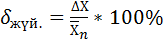 δжүй. = ΔX / X̄ₙ * 100%